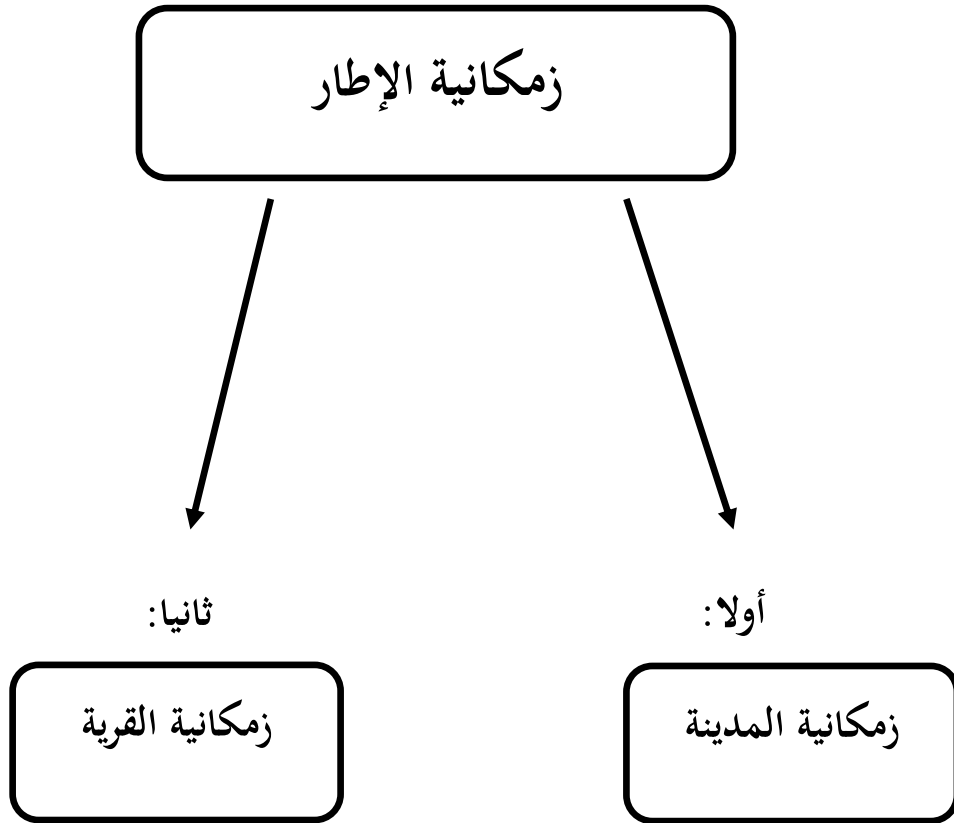 زمكانية الإطار
أولا:
ثانيا:
زمكانية المدينة
زمكانية القرية